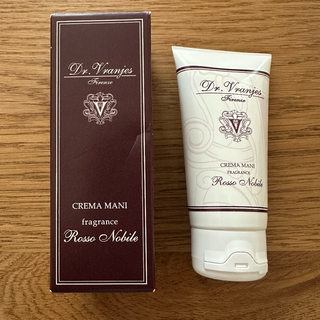 Dr. Vranjes
Firenze
V
CREMA MANI
fragrance
Rosso Nobile
Dr. Vranjes
Firenze
V
CREMA MANI
FRAGRANCE
Rosso Nobile